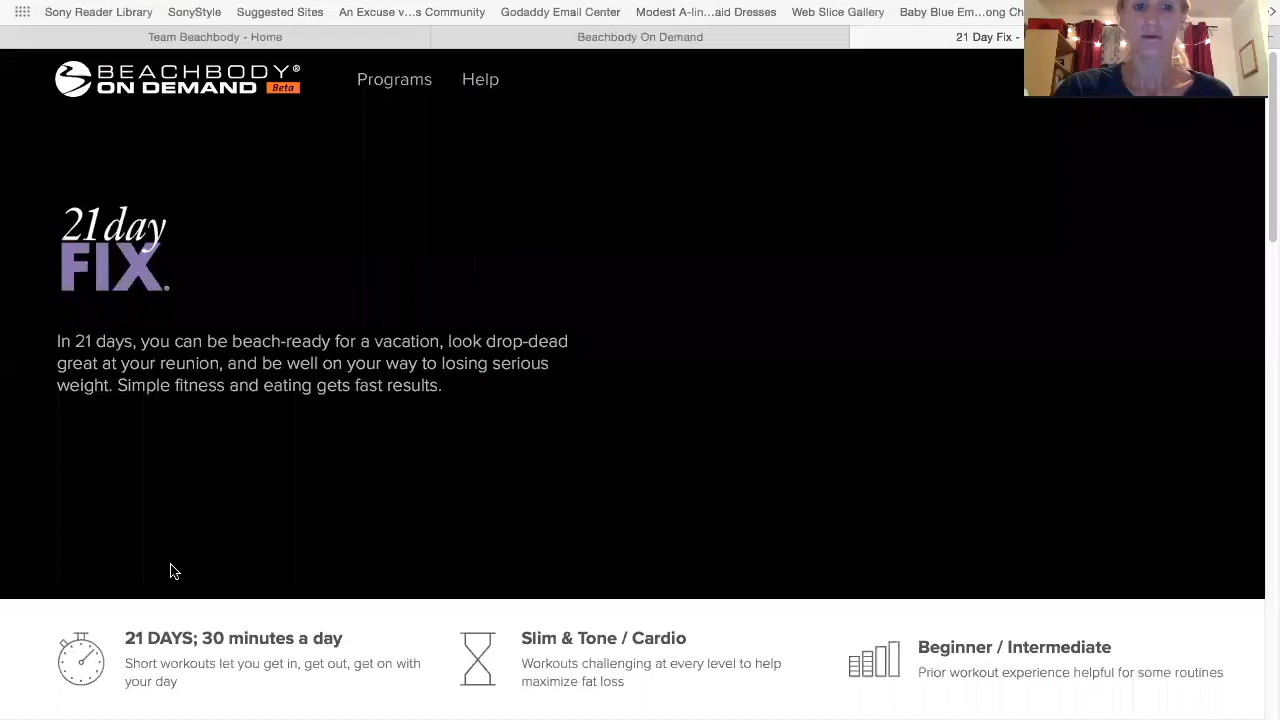 Sony Reader Library SonyStyle Suggested Sites An Excuse v...s Community Godaddy Email Center Modest A-lin...aid Dresses Web Slice Gallery Baby Blue Em...ong Ch
Team Beachbody - Home Beachbody On Demand 21 Day Fix -
BEACHBODY®
ON DEMAND Beta
Programs Help
21 day
FIX®
In 21 days, you can be beach-ready for a vacation, look drop-dead
great at your reunion, and be well on your way to losing serious
weight. Simple fitness and eating gets fast results.
21 DAYS; 30 minutes a day
Short workouts let you get in, get out, get on with
your day
Slim & Tone / Cardio
Workouts challenging at every level to help
maximize fat loss
Beginner / Intermediate
Prior workout experience helpful for some routines